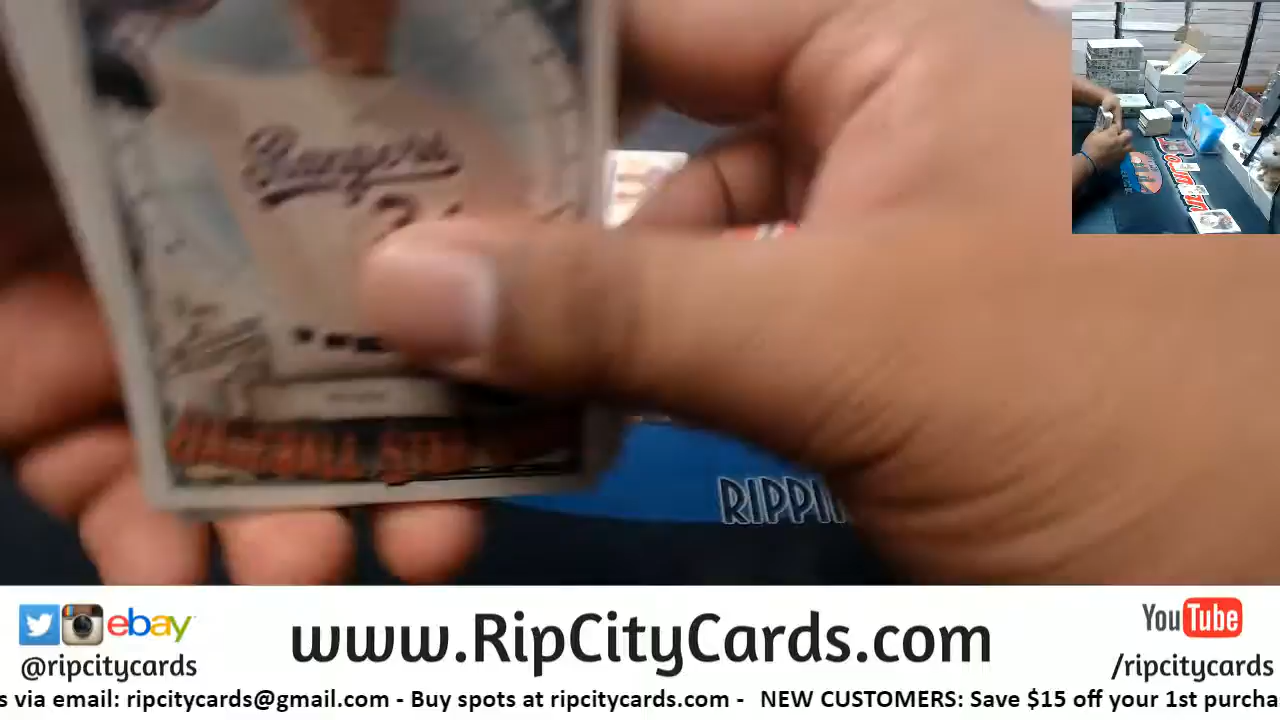 Rangers
RIPPI
ebay
www.RipCityCards.com
YouTube
@ripcitycards
/ripcitycards
s via email: ripcitycards@gmail.com - Buy spots at ripcitycards.com - NEW CUSTOMERS: Save $15 off your 1st purcha